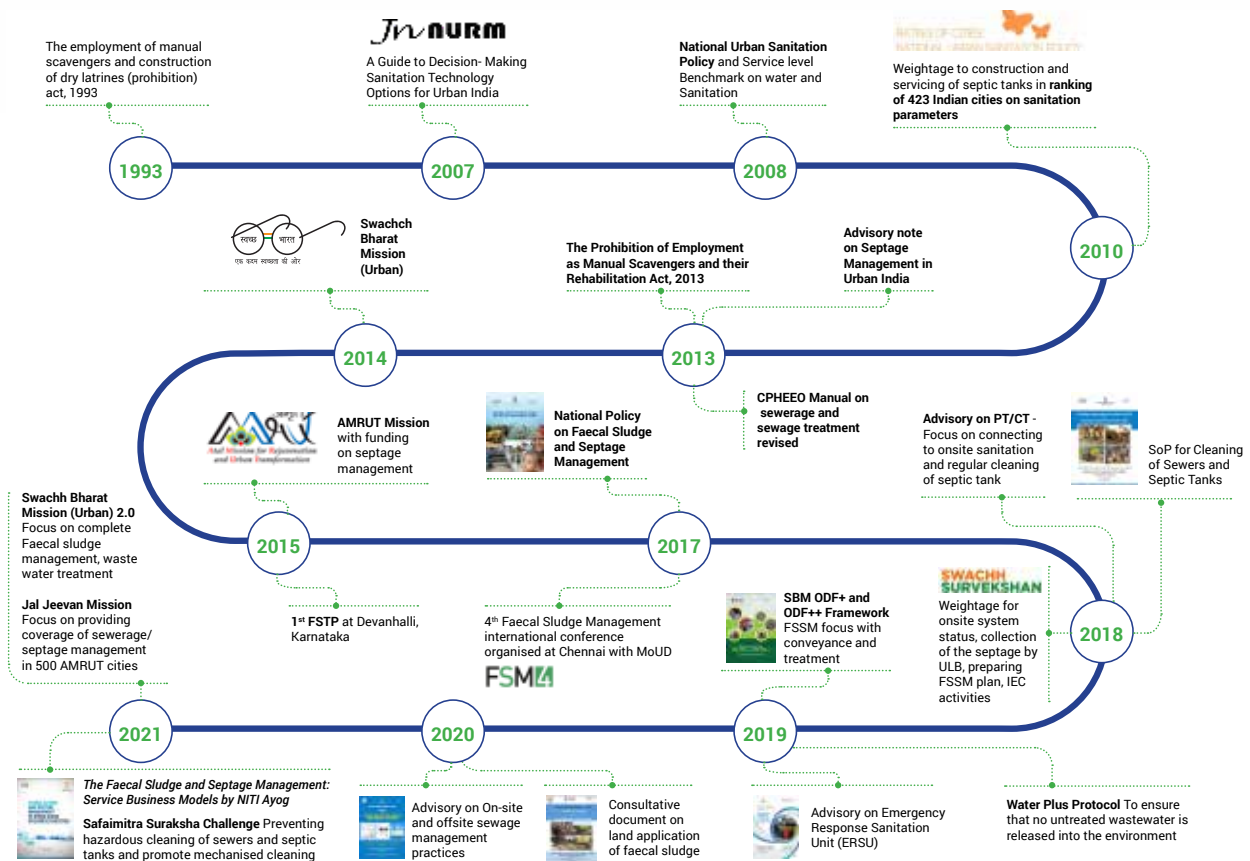 The employment of manual
scavengers and construction
of dry latrines (prohibition)
act, 1993
JnNURM
A Guide to Decision- Making
Sanitation Technology
Options for Urban India
National Urban Sanitation
Policy and Service level
Benchmark on water and
Sanitation
RATING OF CITIES
NATIONAL URBAN SANITATION POLICY
Weightage to construction and
servicing of septic tanks in ranking
of 423 Indian cities on sanitation
parameters
1993
2007
2008
2010
स्वच्छ भारत
एक कदम स्वच्छता की ओर
Swachch
Bharat
Mission
(Urban)
The Prohibition of Employment
as Manual Scavengers and their
Rehabilitation Act, 2013
Advisory note
on Septage
Management in
Urban India
2014
2013
CPHEEO Manual on
sewerage and
sewage treatment
revised
Atal Mission for Rejuvenation
and Urban Transformation
AMRUT Mission
with funding
on septage
management
National Policy
on Faecal Sludge
and Septage
Management
Advisory on PT/CT -
Focus on connecting
to onsite sanitation
and regular cleaning
of septic tank
SoP for Cleaning
of Sewers and
Septic Tanks
Swachh Bharat
Mission (Urban) 2.0
Focus on complete
Faecal sludge
management, waste
water treatment
Jal Jeevan Mission
Focus on providing
coverage of sewerage/
septage management
in 500 AMRUT cities
2015
2017
2018
1st FSTP at Devanhalli,
Karnataka
4th Faecal Sludge Management
international conference
organised at Chennai with MoUD
FSM4
SBM ODF+ and
ODF++ Framework
FSSM focus with
conveyance and
treatment
SWACHH
SURVEKSHAN
Weightage for
onsite system
status, collection
of the septage by
ULB, preparing
FSSM plan, IEC
activities
2021
2020
2019
The Faecal Sludge and Septage Management:
Service Business Models by NITI Ayog
Safaimitra Suraksha Challenge Preventing
hazardous cleaning of sewers and septic
tanks and promote mechanised cleaning
Advisory on On-site
and offsite sewage
management
practices
Consultative
document on
land application
of faecal sludge
Advisory on Emergency
Response Sanitation
Unit (ERSU)
Water Plus Protocol To ensure
that no untreated wastewater is
released into the environment